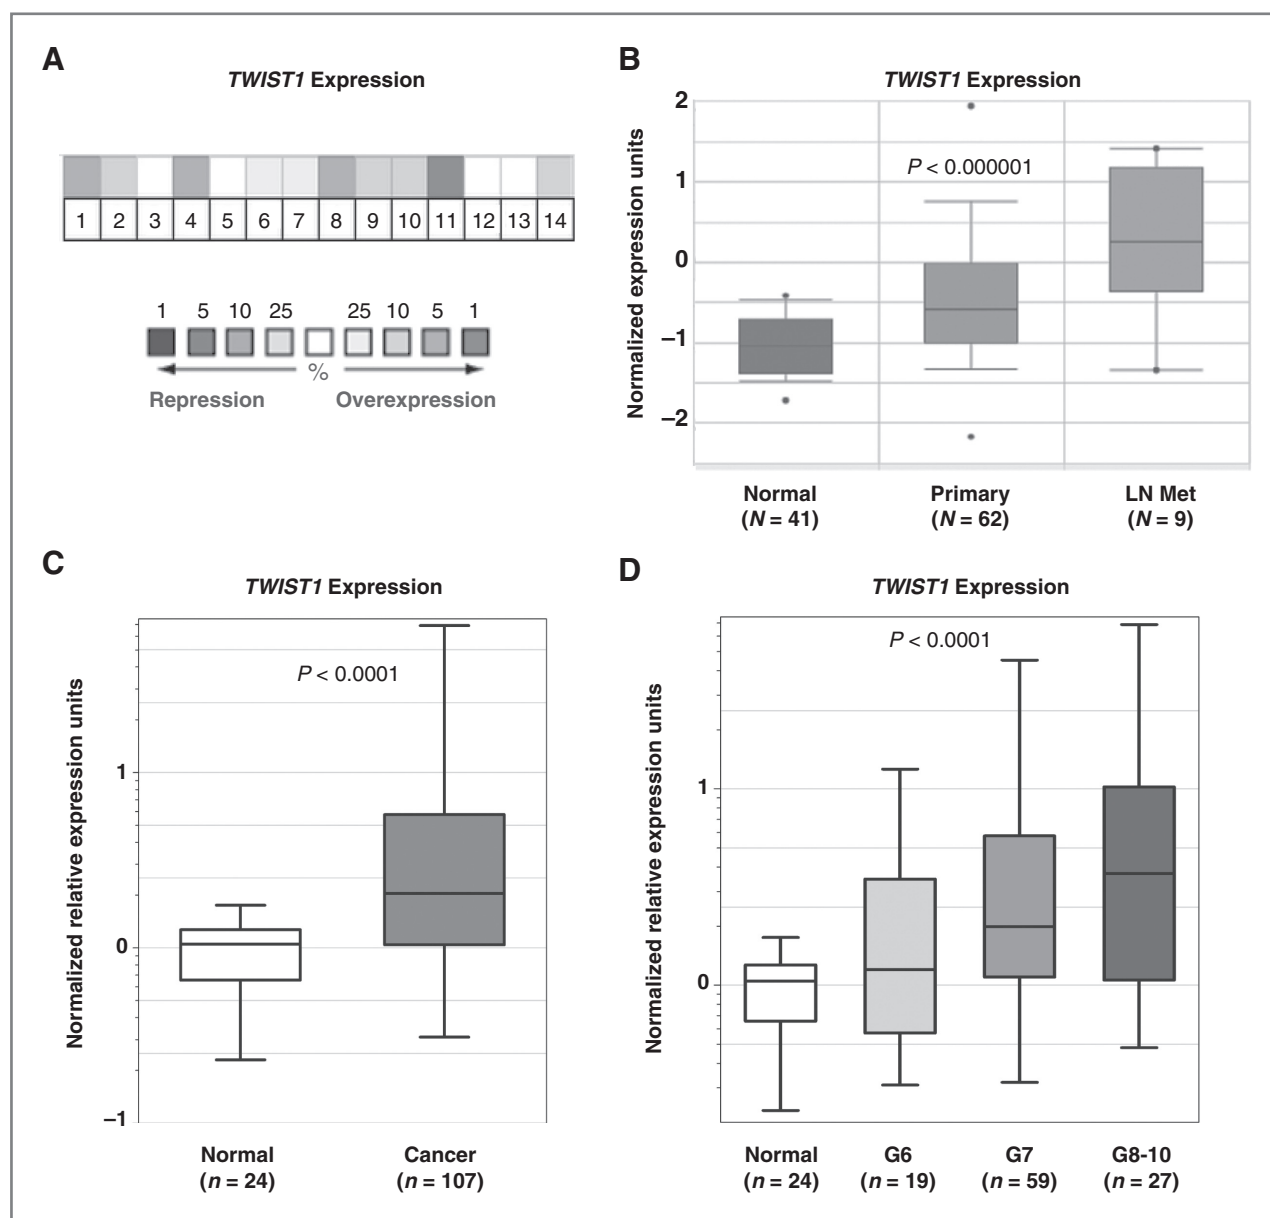 A
TWIST1 Expression
1 2 3 4 5 6 7 8 9 10 11 12 13 14
1 5 10 25 25 10 5 1
%
Repression Overexpression
B
TWIST1 Expression
Normalized expression units
P < 0.000001
2
1
0
–1
–2
Normal Primary LN Met
(N = 41) (N = 62) (N = 9)
C
TWIST1 Expression
Normalized relative expression units
P < 0.0001
1
0
–1
Normal Cancer
(n = 24) (n = 107)
D
TWIST1 Expression
Normalized relative expression units
P < 0.0001
1
0
Normal G6 G7 G8-10
(n = 24) (n = 19) (n = 59) (n = 27)